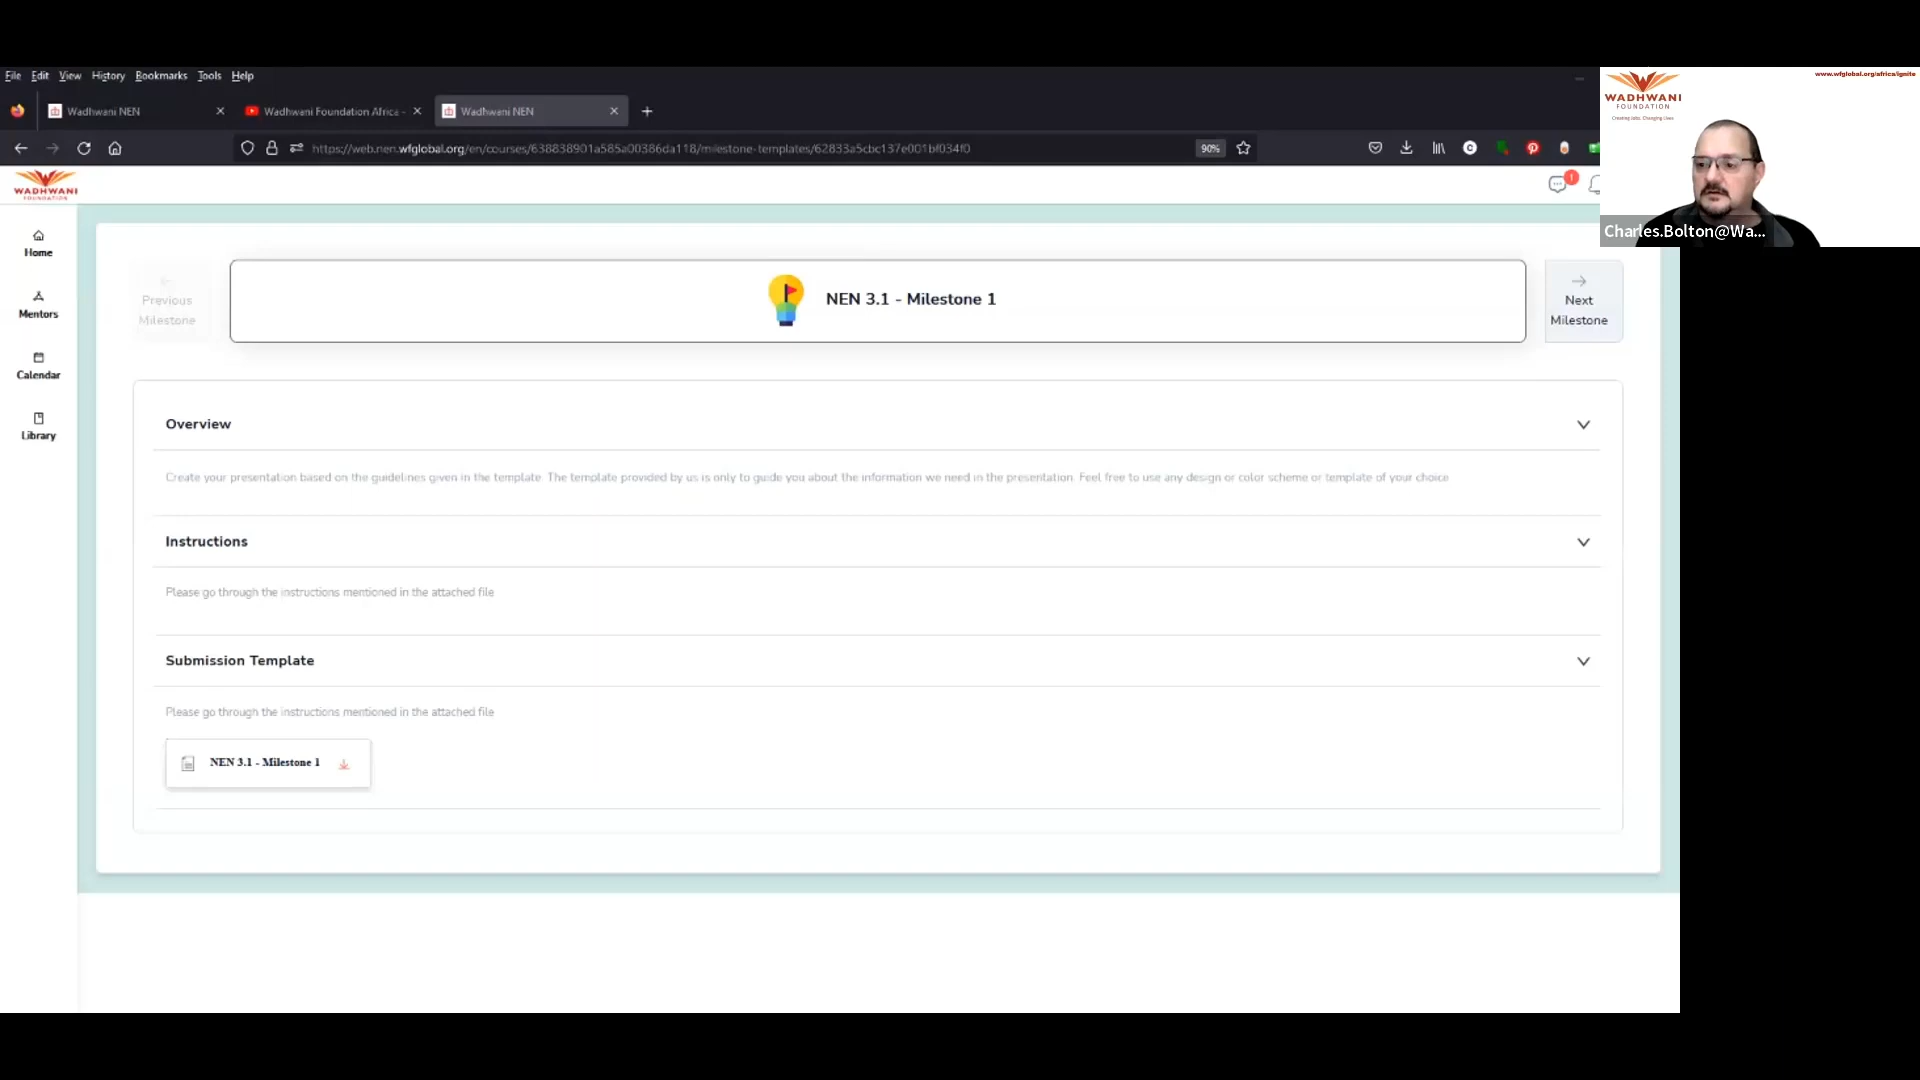 File Edit View History Bookmarks Tools Help
www.wfglobal.org/africa/ignite
WADHWANI
FOUNDATION
Creating Jobs. Changing Lives
Wadhwani NEN
Wadhwani Foundation Africa -
Wadhwani NEN
https://web.nen.wfglobal.org/en/courses/638838901a585a00386da118/milestone-templates/62833a5cbc137e001bf034f0
90%
WADHWANI
FOUNDATION
1
Charles.Bolton@Wa...
Home
Mentors
Calendar
Library
Previous
Milestone
NEN 3.1 - Milestone 1
Next
Milestone
Overview
Create your presentation based on the guidelines given in the template. The template provided by us is only to guide you about the information we need in the presentation. Feel free to use any design or color scheme or template of your choice
Instructions
Please go through the instructions mentioned in the attached file
Submission Template
Please go through the instructions mentioned in the attached file
NEN 3.1 - Milestone 1